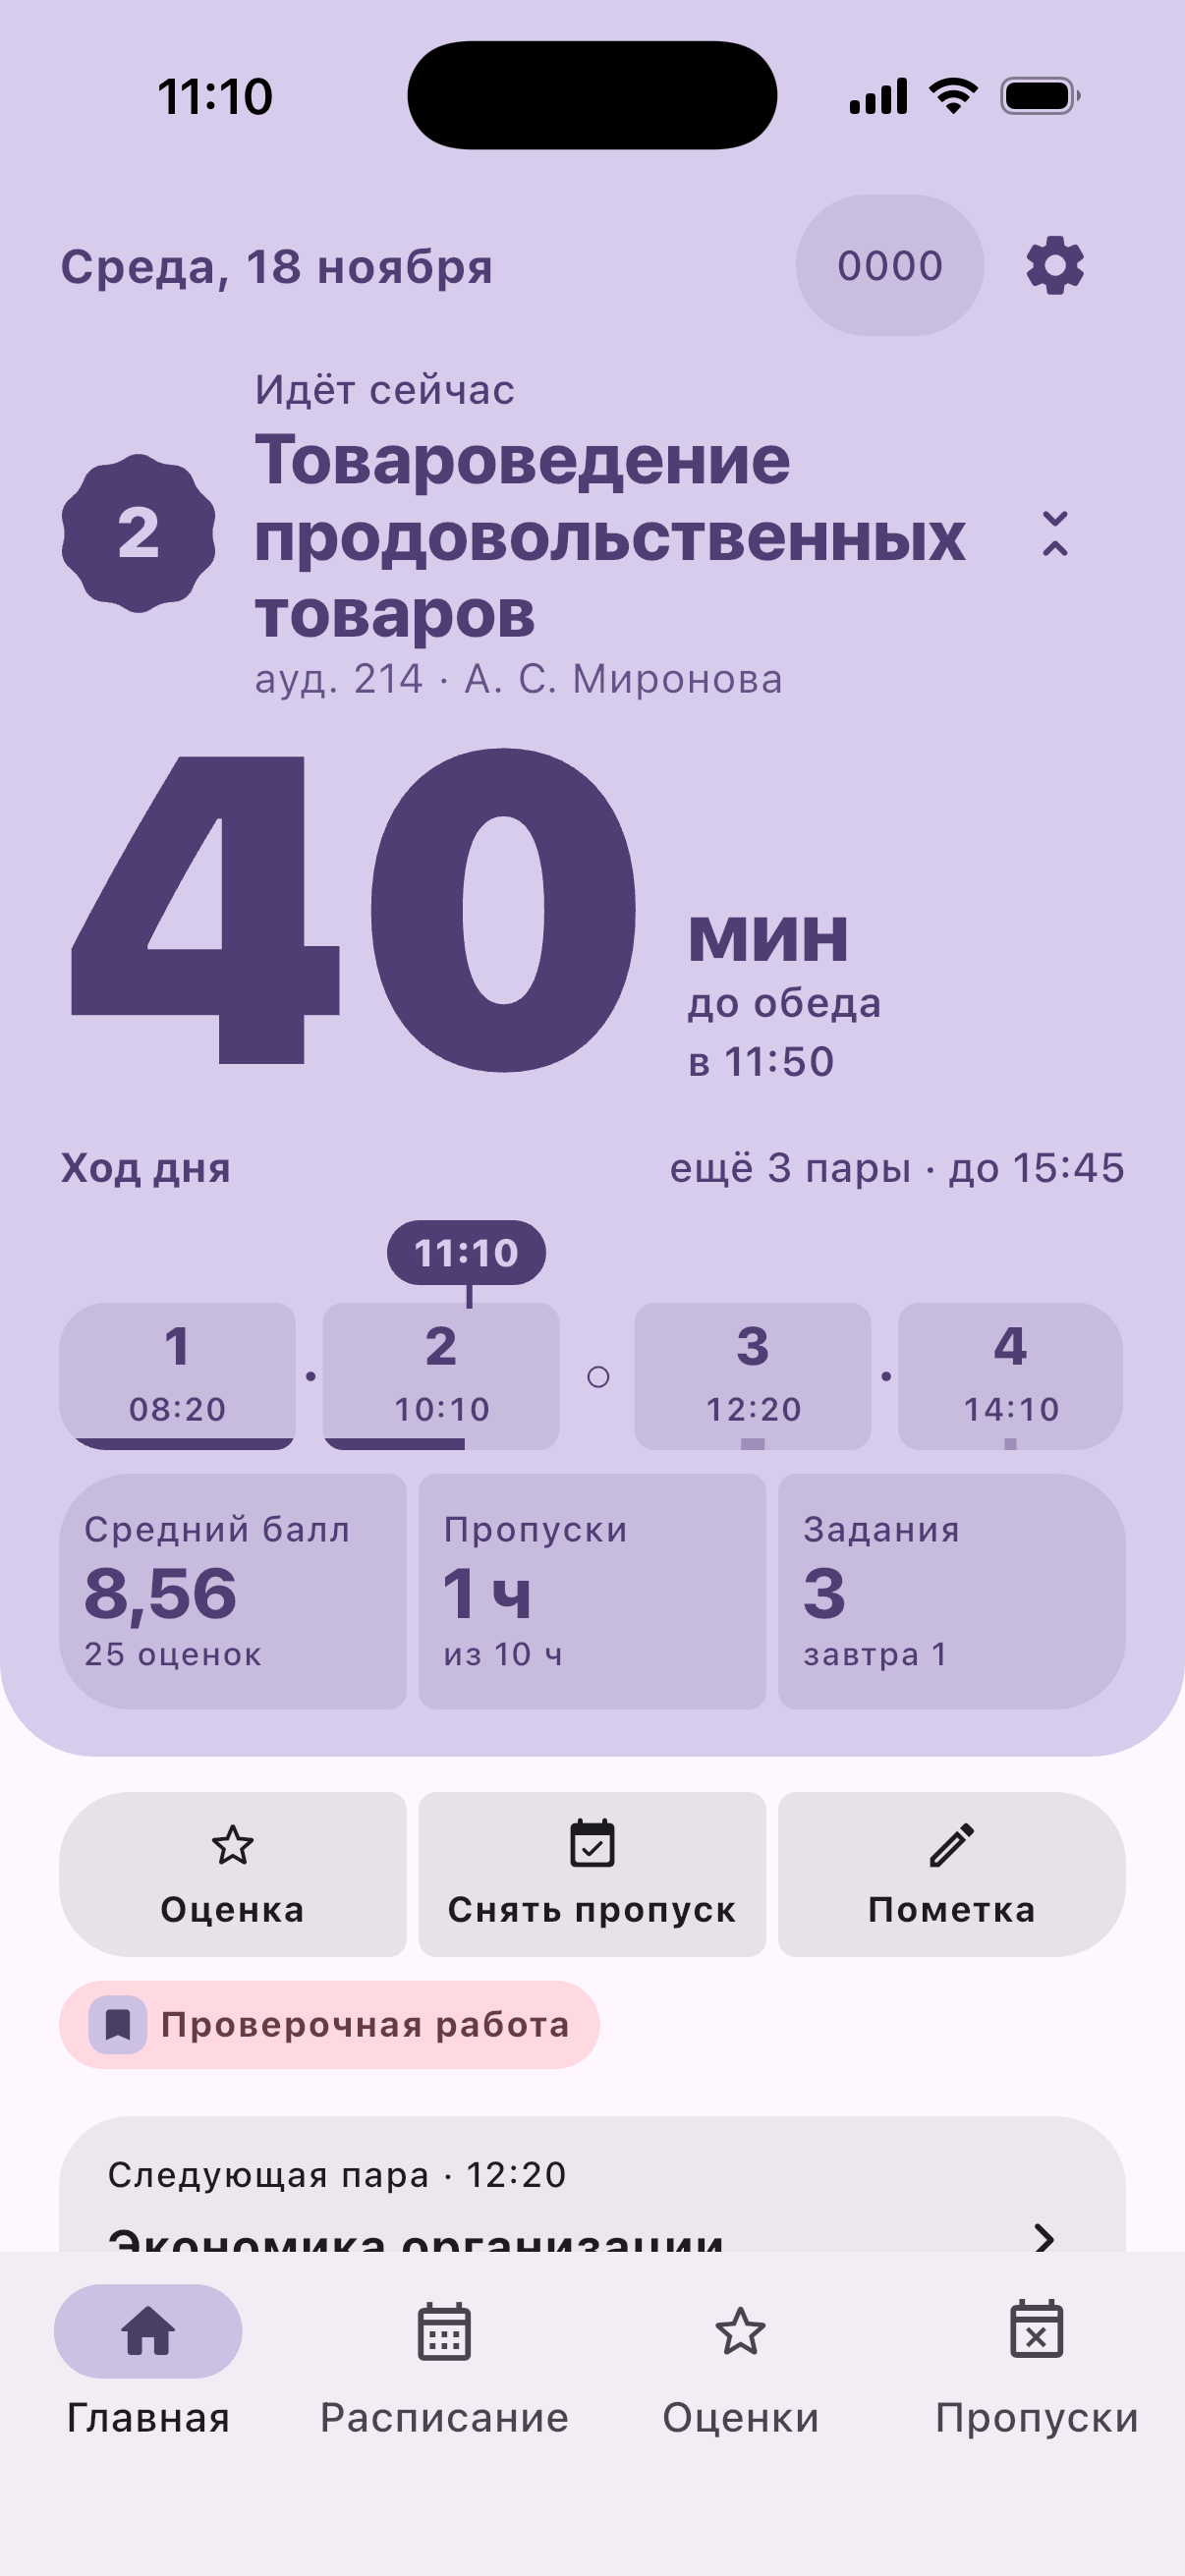 11:10
Среда, 18 ноября
0000
Идёт сейчас
2
Товароведение
продовольственных
товаров
ауд. 214 · А. С. Миронова
40
мин
до обеда
в 11:50
Ход дня
ещё 3 пары · до 15:45
11:10
1
2
3
4
08:20
10:10
12:20
14:10
Средний балл
Пропуски
Задания
8,56
1 ч
3
25 оценок
из 10 ч
завтра 1
Оценка
Снять пропуск
Пометка
Проверочная работа
Следующая пара · 12:20
Экономика организации
Главная
Расписание
Оценки
Пропуски